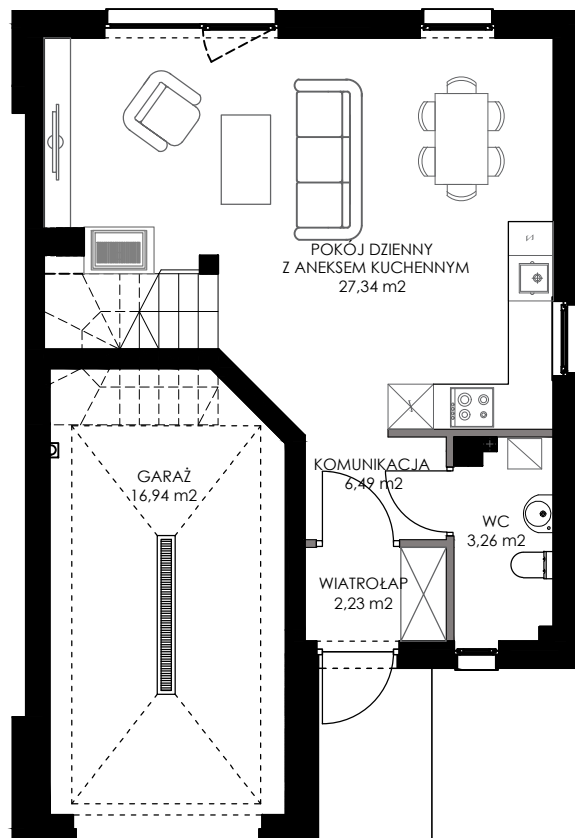 POKÓJ DZIENNY
Z ANEKSEM KUCHENNYM
27,34 m2
KOMUNIKACJA
6,49 m2
GARAŻ
16,94 m2
WC
3,26 m2
WIATROŁAP
2,23 m2